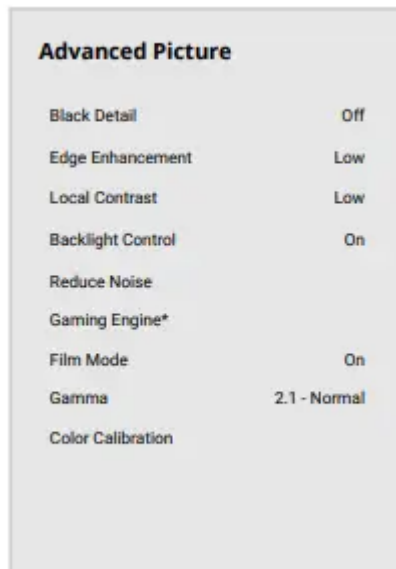 Advanced Picture
Black Detail Off
Edge Enhancement Low
Local Contrast Low
Backlight Control On
Reduce Noise
Gaming Engine*
Film Mode On
Gamma 2.1 - Normal
Color Calibration